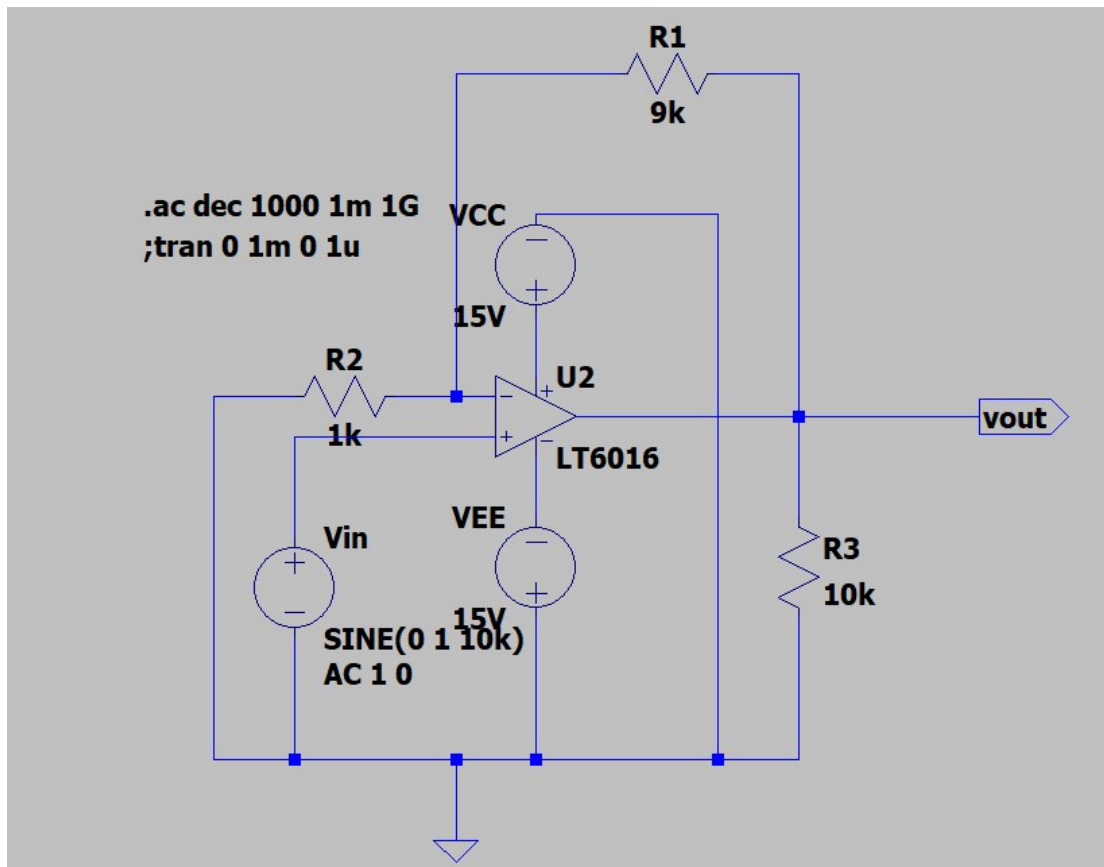 R1
9k
.ac dec 1000 1m 1G
;tran 0 1m 0 1u
VCC
15V
R2
1k
U2
LT6016
vout
Vin
SINE(0 1 10k)
AC 1 0
VEE
15V
R3
10k